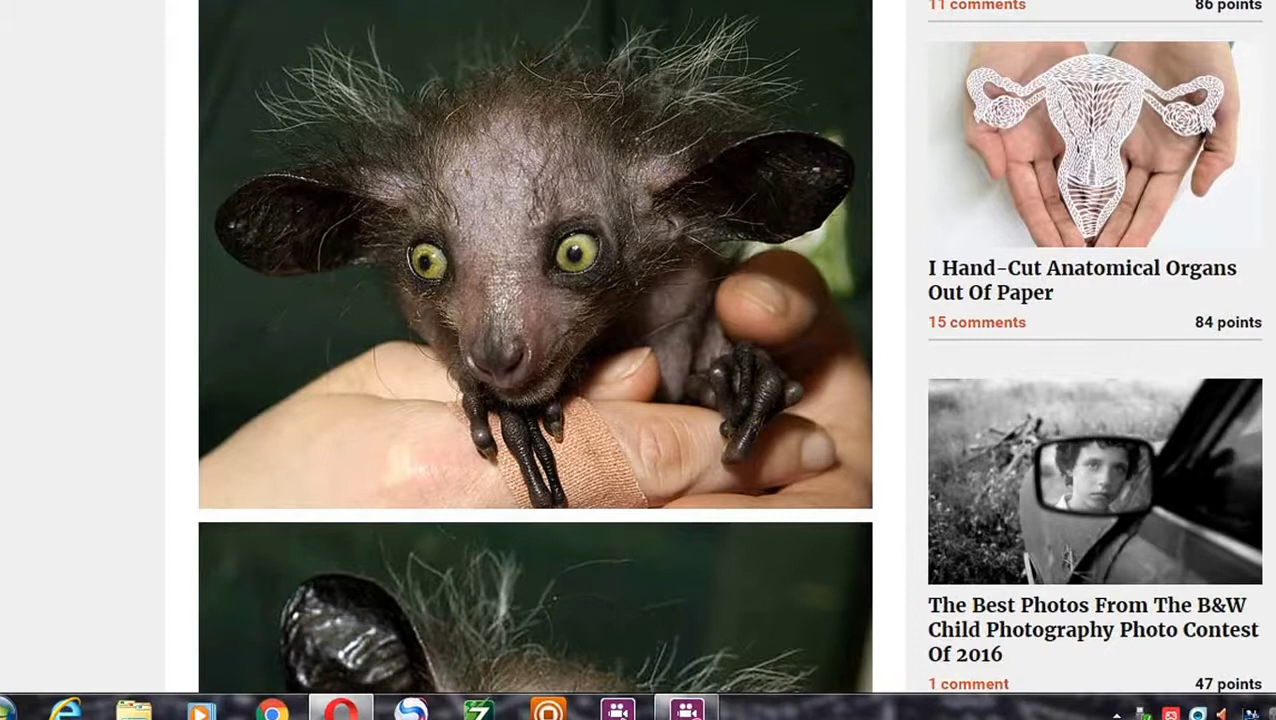 11 comments
86 points
I Hand-Cut Anatomical Organs
Out Of Paper
15 comments
84 points
The Best Photos From The B&W
Child Photography Photo Contest
Of 2016
1 comment
47 points